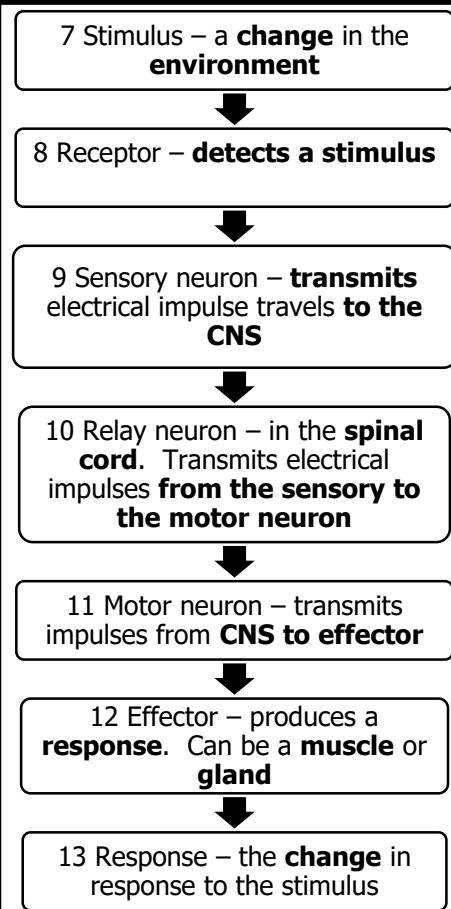 7 Stimulus – a change in the
environment
8 Receptor – detects a stimulus
9 Sensory neuron – transmits
electrical impulse travels to the
CNS
10 Relay neuron – in the spinal
cord.  Transmits electrical
impulses from the sensory to
the motor neuron
11 Motor neuron – transmits
impulses from CNS to effector
12 Effector – produces a
response.  Can be a muscle or
gland
13 Response – the change in
response to the stimulus